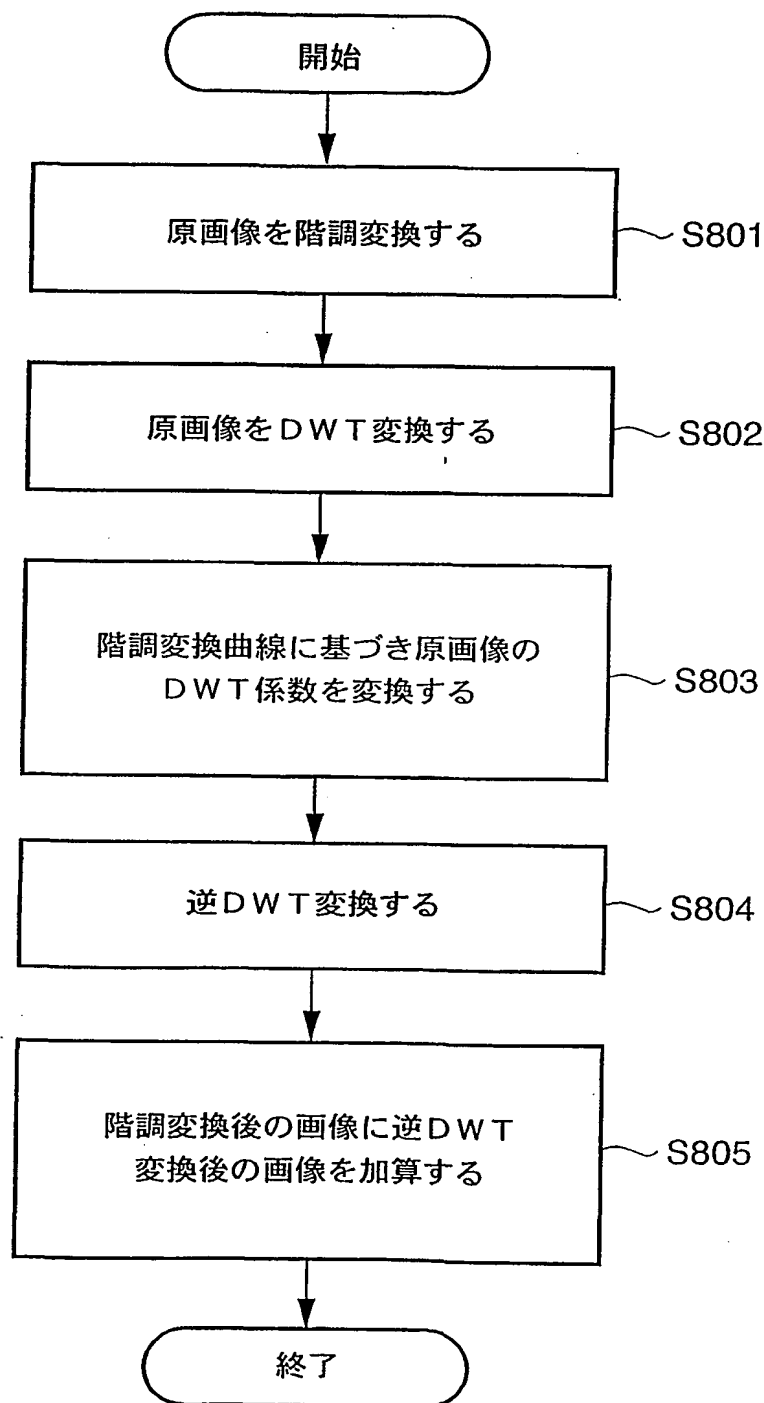 開始
原画像を階調変換する
S801
原画像をDWT変換する
S802
階調変換曲線に基づき原画像の
DWT係数を変換する
S803
逆DWT変換する
S804
階調変換後の画像に逆DWT
変換後の画像を加算する
S805
終了